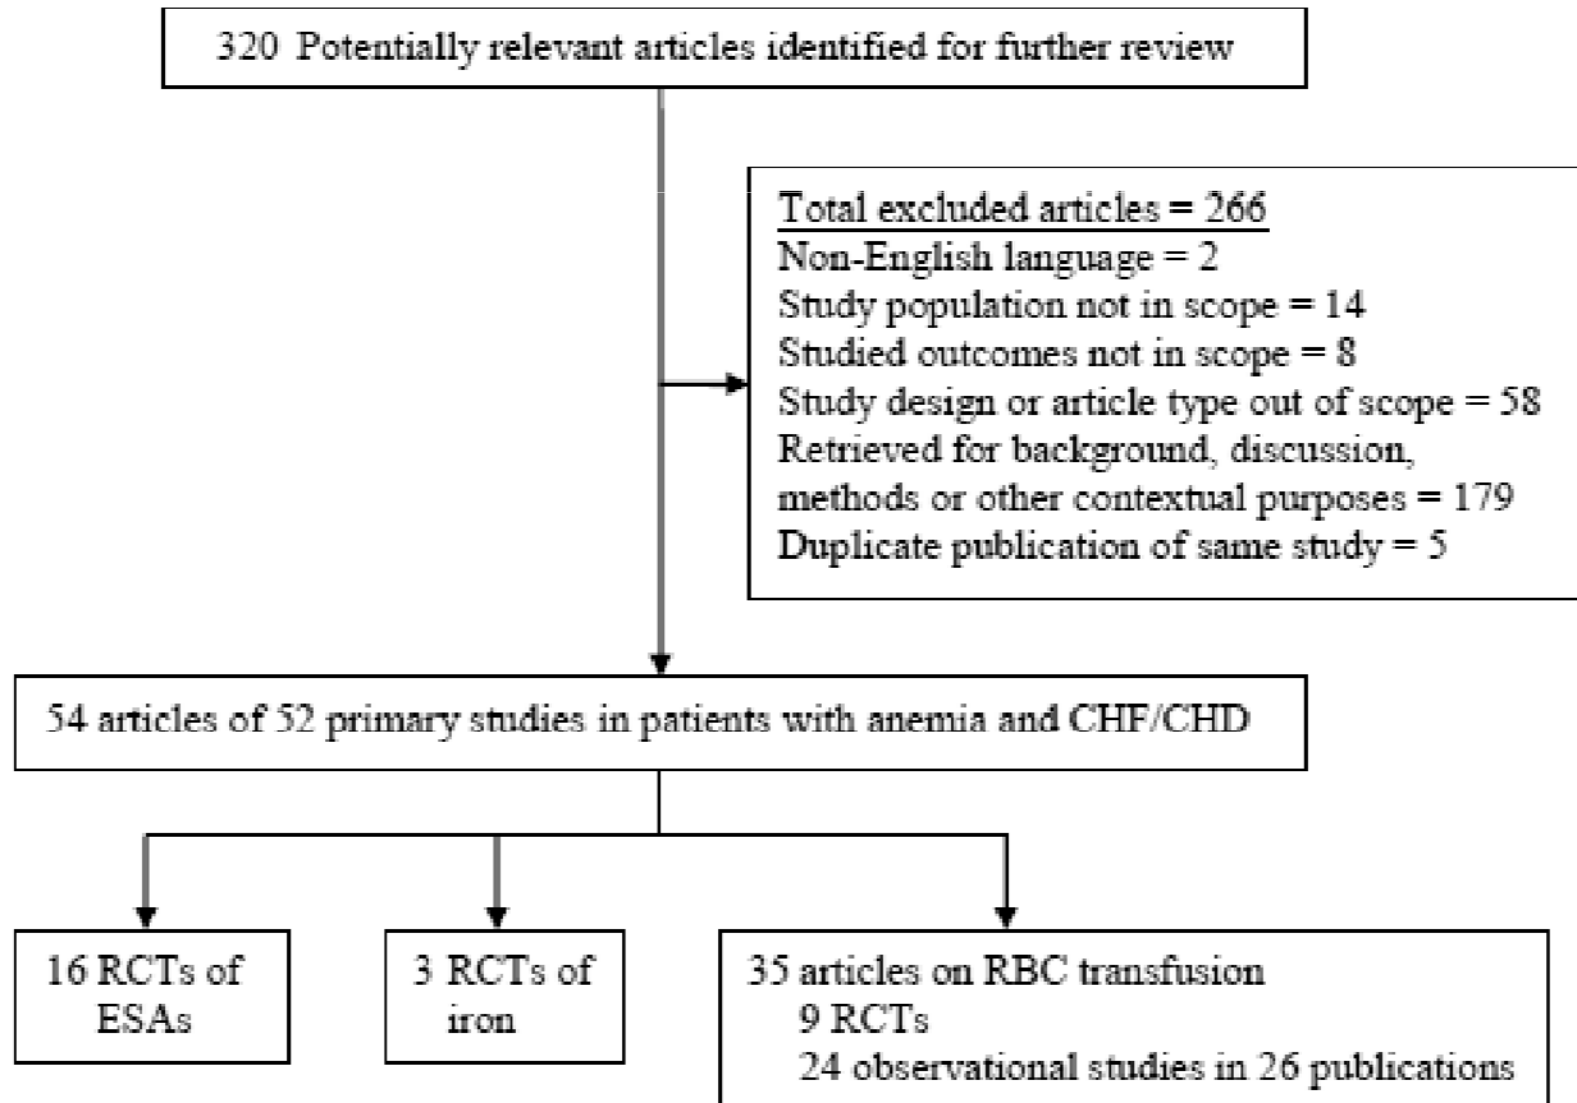 320 Potentially relevant articles identified for further review
Total excluded articles = 266
Non-English language = 2
Study population not in scope = 14
Studied outcomes not in scope = 8
Study design or article type out of scope = 58
Retrieved for background, discussion,
methods or other contextual purposes = 179
Duplicate publication of same study = 5
54 articles of 52 primary studies in patients with anemia and CHF/CHD
16 RCTs of
ESAs
3 RCTs of
iron
35 articles on RBC transfusion
9 RCTs
24 observational studies in 26 publications